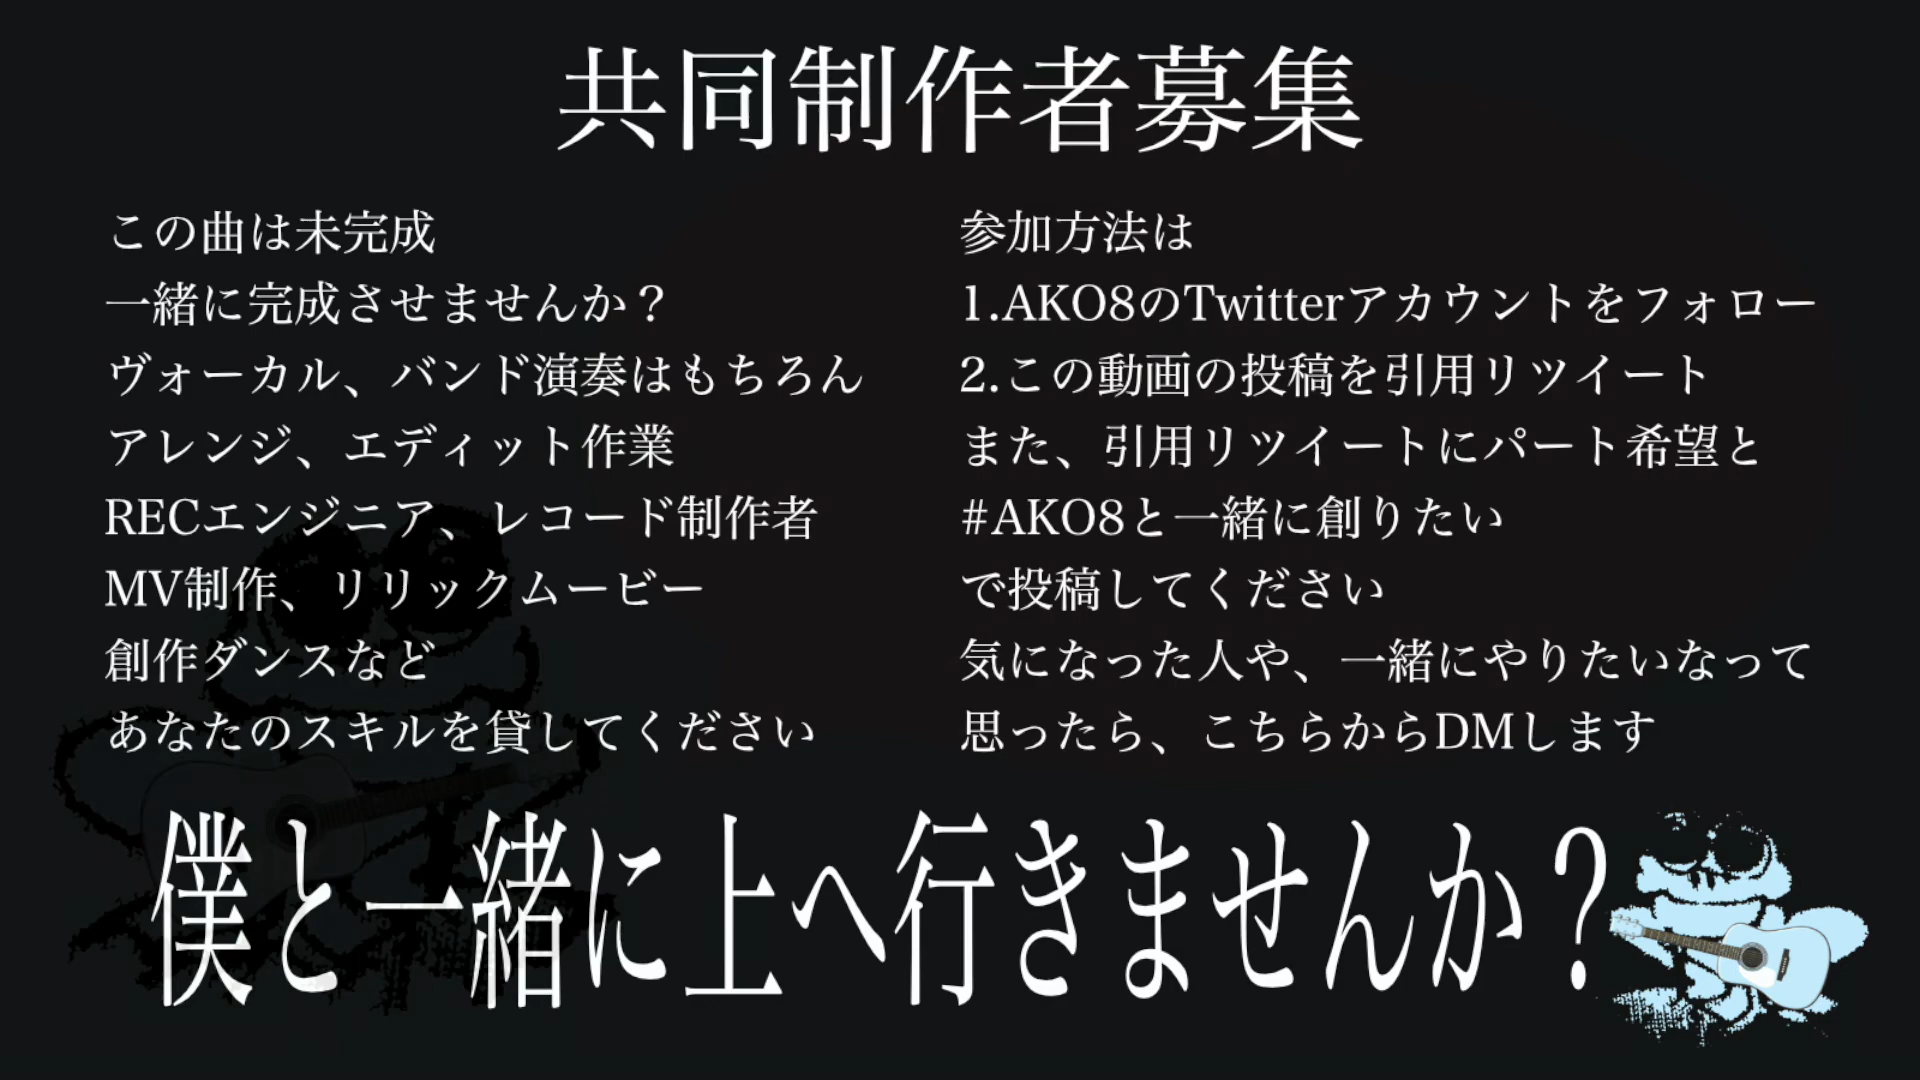 共同制作者募集
この曲は未完成
一緒に完成させませんか？
ヴォーカル、バンド演奏はもちろん
アレンジ、エディット作業
RECエンジニア、レコード制作者
MV制作、リリックムービー
創作ダンスなど
あなたのスキルを貸してください
参加方法は
1.AKO8のTwitterアカウントをフォロー
2.この動画の投稿を引用リツイート
また、引用リツイートにパート希望と
#AKO8と一緒に創りたい
で投稿してください
気になった人や、一緒にやりたいなって
思ったら、こちらからDMします
僕と一緒に上へ行きませんか？